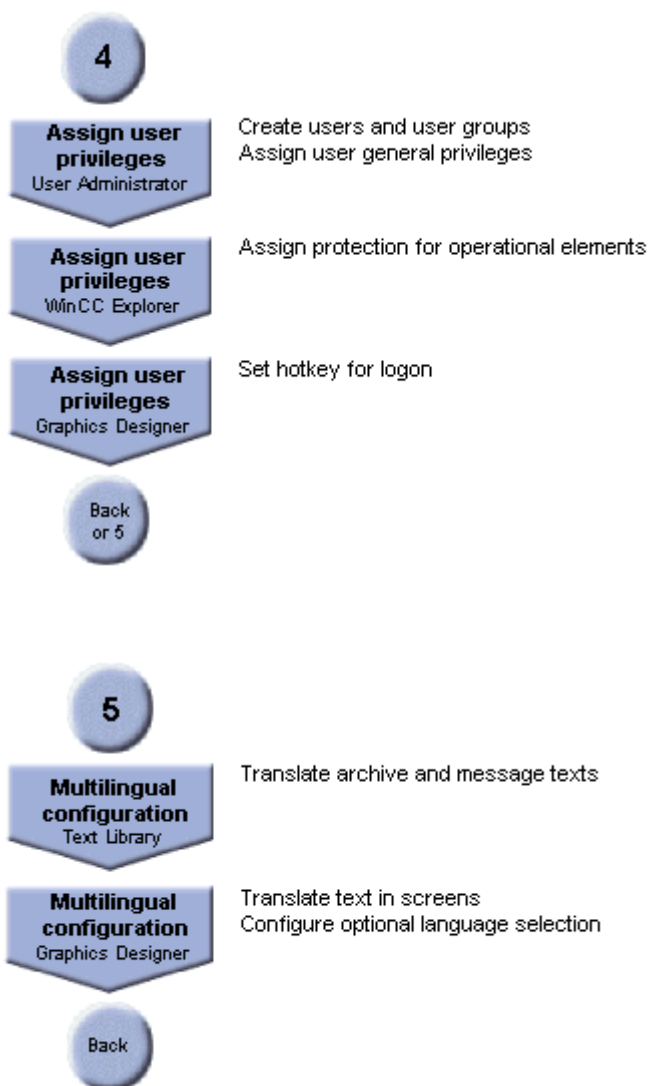 4
Assign user
privileges
User Administrator
Create users and user groups
Assign user general privileges
Assign user
privileges
WinCC Explorer
Assign protection for operational elements
Assign user
privileges
Graphics Designer
Set hotkey for logon
Back
or 5
5
Multilingual
configuration
Text Library
Translate archive and message texts
Multilingual
configuration
Graphics Designer
Translate text in screens
Configure optional language selection
Back